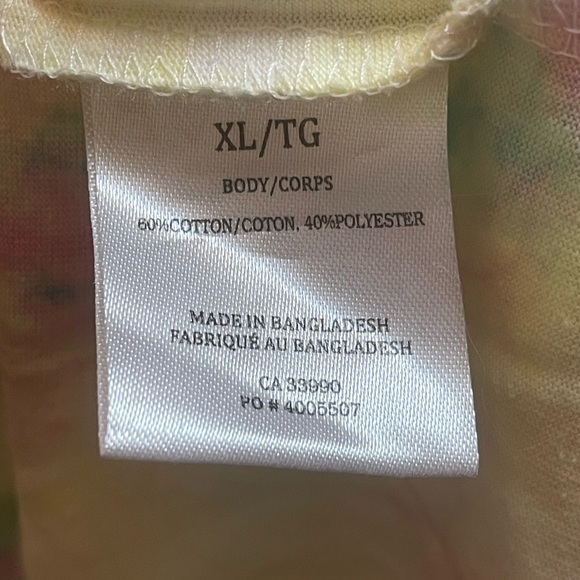 XL/TG
BODY/CORPS
60%COTTON/COTON, 40%POLYESTER
MADE IN BANGLADESH
FABRIQUÉ AU BANGLADESH
CA 33990
PO # 4005507